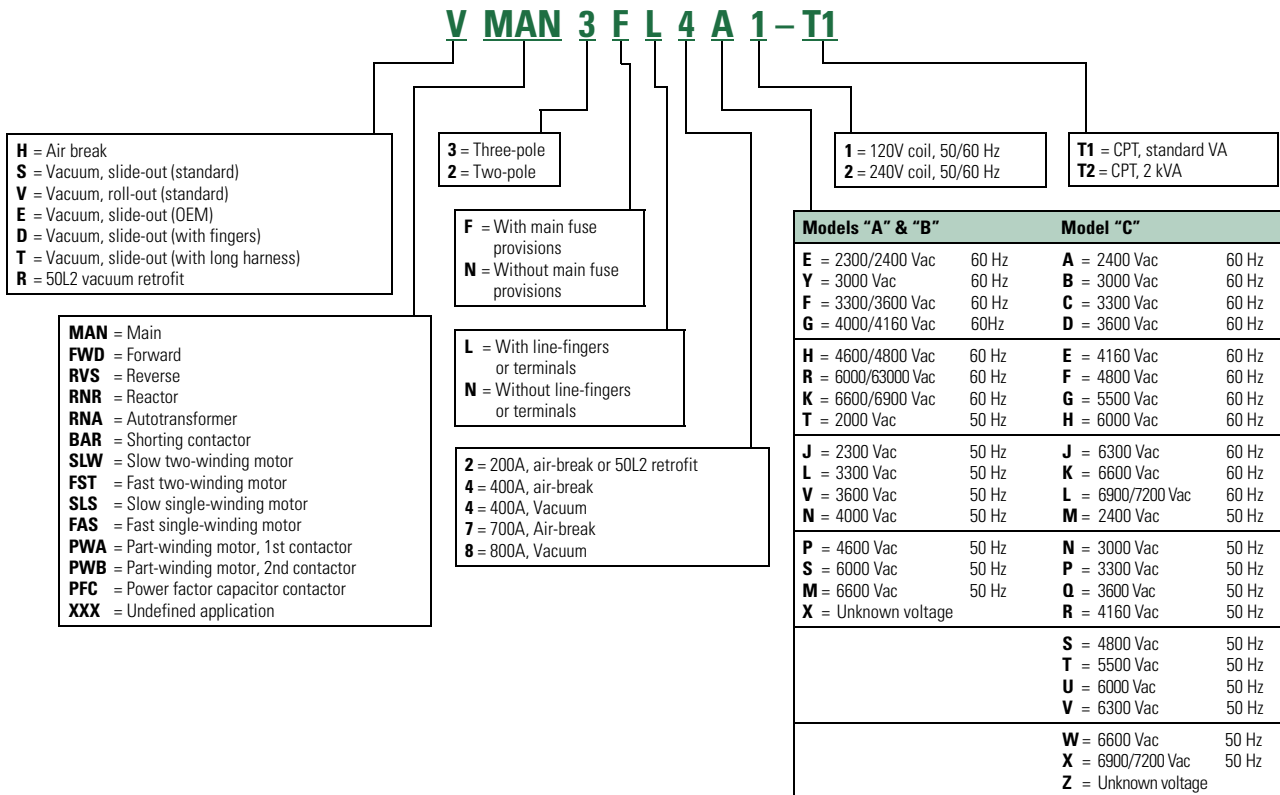 V MAN 3 F L 4 A 1 – T1
H = Air break
S = Vacuum, slide-out (standard)
V = Vacuum, roll-out (standard)
E = Vacuum, slide-out (OEM)
D = Vacuum, slide-out (with fingers)
T = Vacuum, slide-out (with long harness)
R = 50L2 vacuum retrofit
MAN = Main
FWD = Forward
RVS = Reverse
RNR = Reactor
RNA = Autotransformer
BAR = Shorting contactor
SLW = Slow two-winding motor
FST = Fast two-winding motor
SLS = Slow single-winding motor
FAS = Fast single-winding motor
PWA = Part-winding motor, 1st contactor
PWB = Part-winding motor, 2nd contactor
PFC = Power factor capacitor contactor
XXX = Undefined application
3 = Three-pole
2 = Two-pole
F = With main fuse
provisions
N = Without main fuse
provisions
L = With line-fingers
or terminals
N = Without line-fingers
or terminals
2 = 200A, air-break or 50L2 retrofit
4 = 400A, air-break
4 = 400A, Vacuum
7 = 700A, Air-break
8 = 800A, Vacuum
1 = 120V coil, 50/60 Hz
2 = 240V coil, 50/60 Hz
T1 = CPT, standard VA
T2 = CPT, 2 kVA
Models “A” & “B” Model “C”
E = 2300/2400 Vac 60 Hz A = 2400 Vac 60 Hz
Y = 3000 Vac 60 Hz B = 3000 Vac 60 Hz
F = 3300/3600 Vac 60 Hz C = 3300 Vac 60 Hz
G = 4000/4160 Vac 60Hz D = 3600 Vac 60 Hz
H = 4600/4800 Vac 60 Hz E = 4160 Vac 60 Hz
R = 6000/63000 Vac 60 Hz F = 4800 Vac 60 Hz
K = 6600/6900 Vac 60 Hz G = 5500 Vac 60 Hz
T = 2000 Vac 50 Hz H = 6000 Vac 60 Hz
J = 2300 Vac 50 Hz J = 6300 Vac 60 Hz
L = 3300 Vac 50 Hz K = 6600 Vac 60 Hz
V = 3600 Vac 50 Hz L = 6900/7200 Vac 60 Hz
N = 4000 Vac 50 Hz M = 2400 Vac 50 Hz
P = 4600 Vac 50 Hz N = 3000 Vac 50 Hz
S = 6000 Vac 50 Hz P = 3300 Vac 50 Hz
M = 6600 Vac 50 Hz Q = 3600 Vac 50 Hz
X = Unknown voltage R = 4160 Vac 50 Hz
S = 4800 Vac 50 Hz
T = 5500 Vac 50 Hz
U = 6000 Vac 50 Hz
V = 6300 Vac 50 Hz
W = 6600 Vac 50 Hz
X = 6900/7200 Vac 50 Hz
Z = Unknown voltage